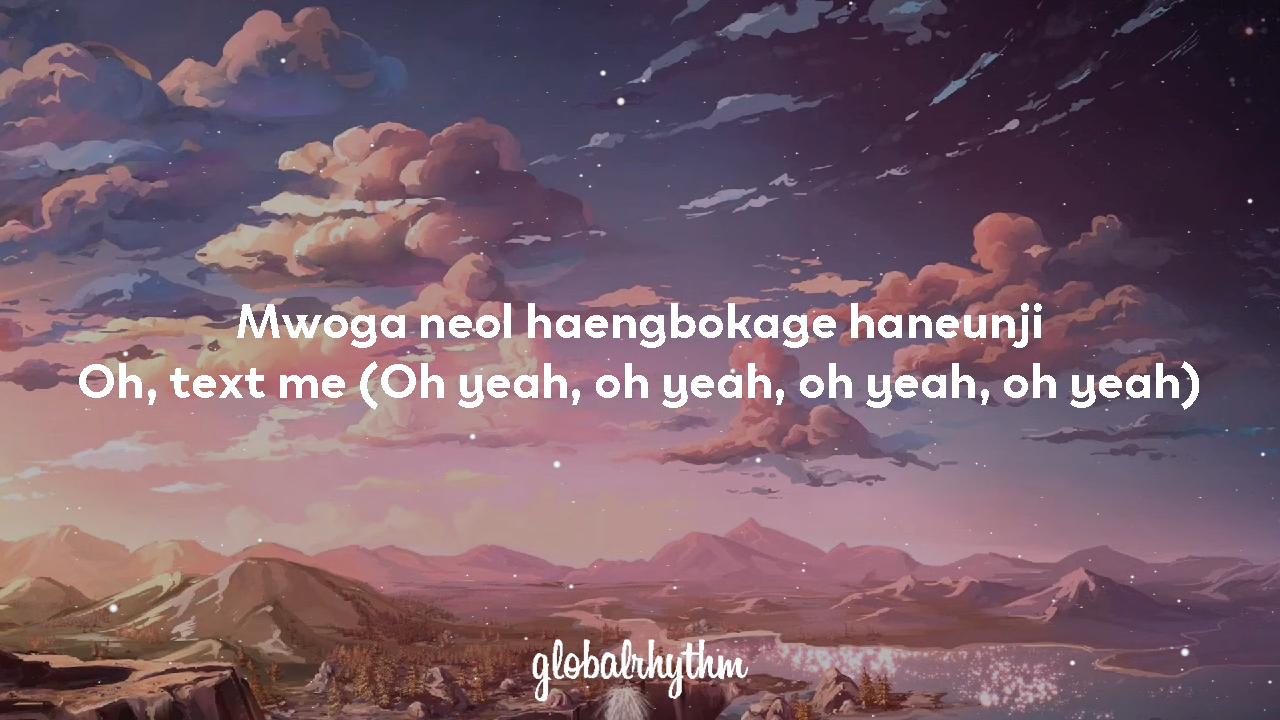 Mwoga neol haengbokage haneunji
Oh, text me (Oh yeah, oh yeah, oh yeah, oh yeah)
globalrhythm